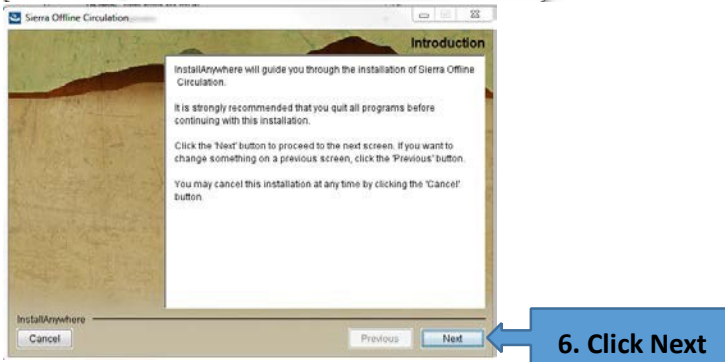 Sierra Offline Circulation
Introduction
InstallAnywhere will guide you through the installation of Sierra Offline
Circulation.
It is strongly recommended that you quit all programs before
continuing with this installation.
Click the 'Next' button to proceed to the next screen. If you want to
change something on a previous screen, click the 'Previous' button.
You may cancel this installation at any time by clicking the 'Cancel'
button.
InstallAnywhere
Cancel
Previous
Next
6. Click Next